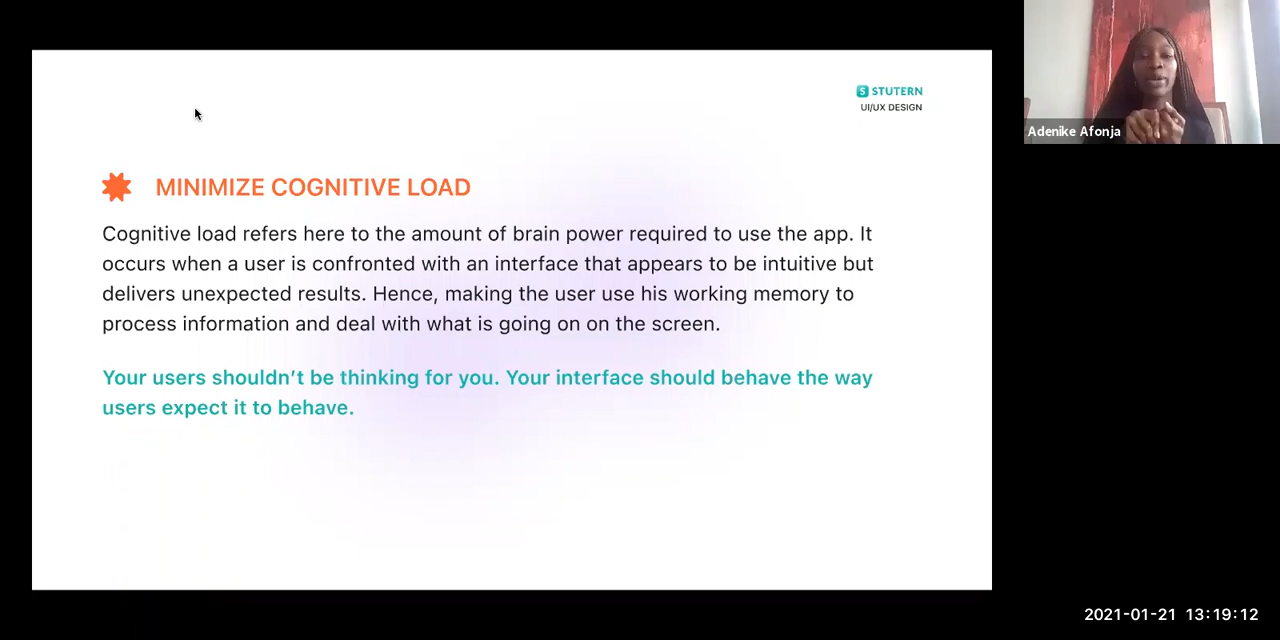 STUTERN
UI/UX DESIGN
Adenike Afonja
MINIMIZE COGNITIVE LOAD
Cognitive load refers here to the amount of brain power required to use the app. It
occurs when a user is confronted with an interface that appears to be intuitive but
delivers unexpected results. Hence, making the user use his working memory to
process information and deal with what is going on on the screen.
Your users shouldn’t be thinking for you. Your interface should behave the way
users expect it to behave.
2021-01-21 13:19:12